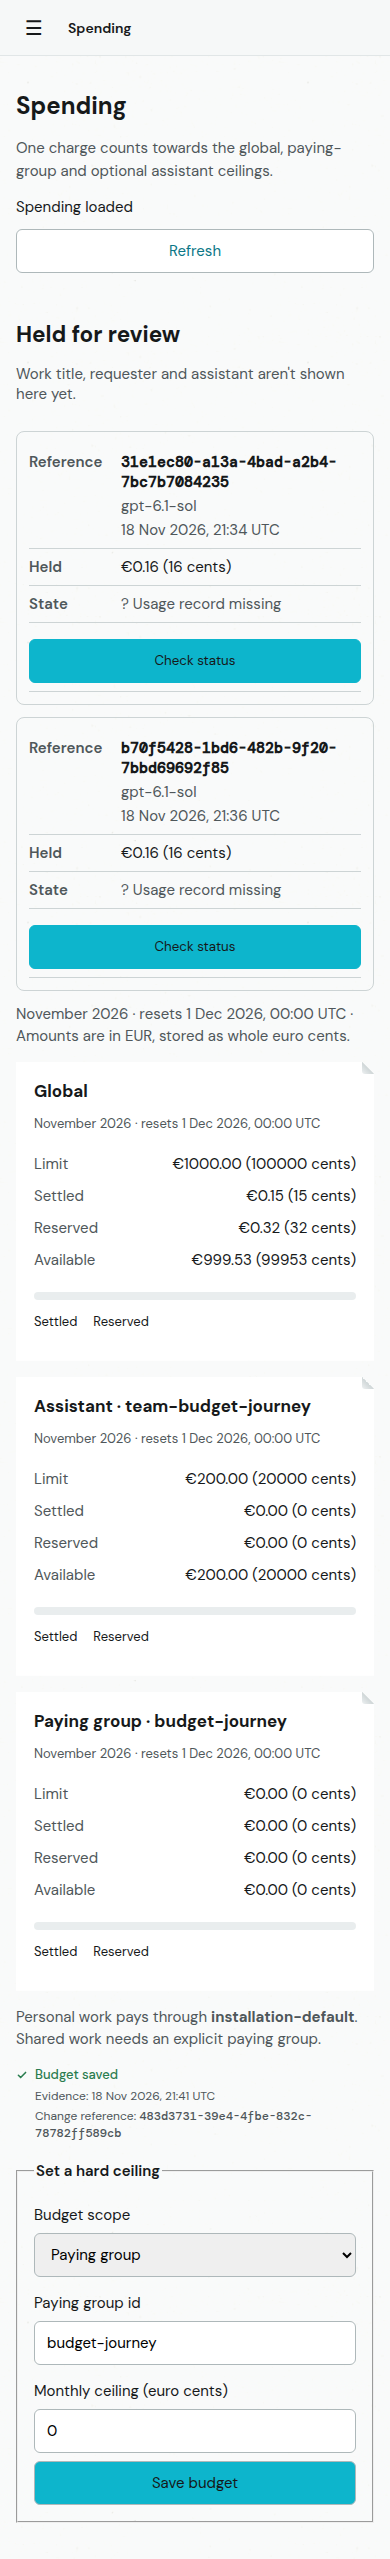 ☰ Spending
Spending
One charge counts towards the global, paying-
group and optional assistant ceilings.
Spending loaded
Refresh
Held for review
Work title, requester and assistant aren't shown
here yet.
Reference 31e1ec80-a13a-4bad-a2b4-
7bc7b7084235
gpt-6.1-sol
18 Nov 2026, 21:34 UTC
Held €0.16 (16 cents)
State ? Usage record missing
Check status
Reference b70f5428-1bd6-482b-9f20-
7bbd69692f85
gpt-6.1-sol
18 Nov 2026, 21:36 UTC
Held €0.16 (16 cents)
State ? Usage record missing
Check status
November 2026 · resets 1 Dec 2026, 00:00 UTC ·
Amounts are in EUR, stored as whole euro cents.
Global
November 2026 · resets 1 Dec 2026, 00:00 UTC
Limit €1000.00 (100000 cents)
Settled €0.15 (15 cents)
Reserved €0.32 (32 cents)
Available €999.53 (99953 cents)
Settled Reserved
Assistant · team-budget-journey
November 2026 · resets 1 Dec 2026, 00:00 UTC
Limit €200.00 (20000 cents)
Settled €0.00 (0 cents)
Reserved €0.00 (0 cents)
Available €200.00 (20000 cents)
Settled Reserved
Paying group · budget-journey
November 2026 · resets 1 Dec 2026, 00:00 UTC
Limit €0.00 (0 cents)
Settled €0.00 (0 cents)
Reserved €0.00 (0 cents)
Available €0.00 (0 cents)
Settled Reserved
Personal work pays through installation-default.
Shared work needs an explicit paying group.
✓ Budget saved
Evidence: 18 Nov 2026, 21:41 UTC
Change reference: 483d3731-39e4-4fbe-832c-
78782ff589cb
Set a hard ceiling
Budget scope
Paying group
Paying group id
budget-journey
Monthly ceiling (euro cents)
0
Save budget